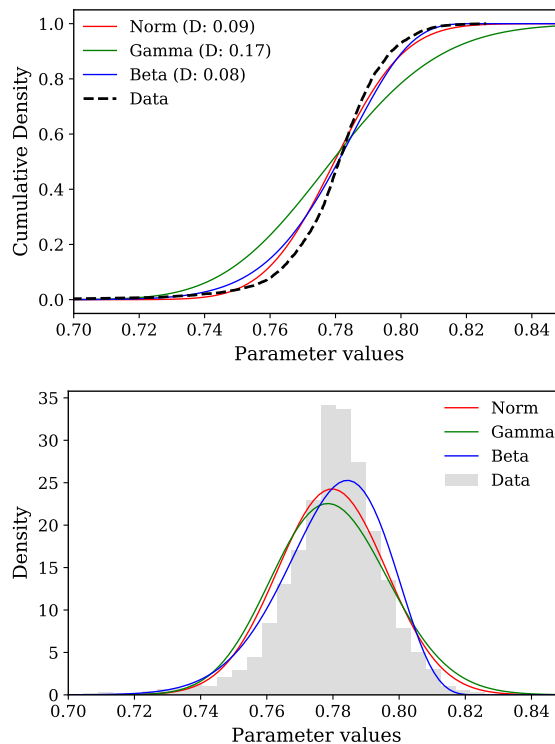 1.0
0.8
0.6
0.4
0.2
0.0
Cumulative Density
Norm (D: 0.09)
Gamma (D: 0.17)
Beta (D: 0.08)
Data
0.70 0.72 0.74 0.76 0.78 0.80 0.82 0.84
Parameter values
35
30
25
20
15
10
5
0
Density
Norm
Gamma
Beta
Data
0.70 0.72 0.74 0.76 0.78 0.80 0.82 0.84
Parameter values